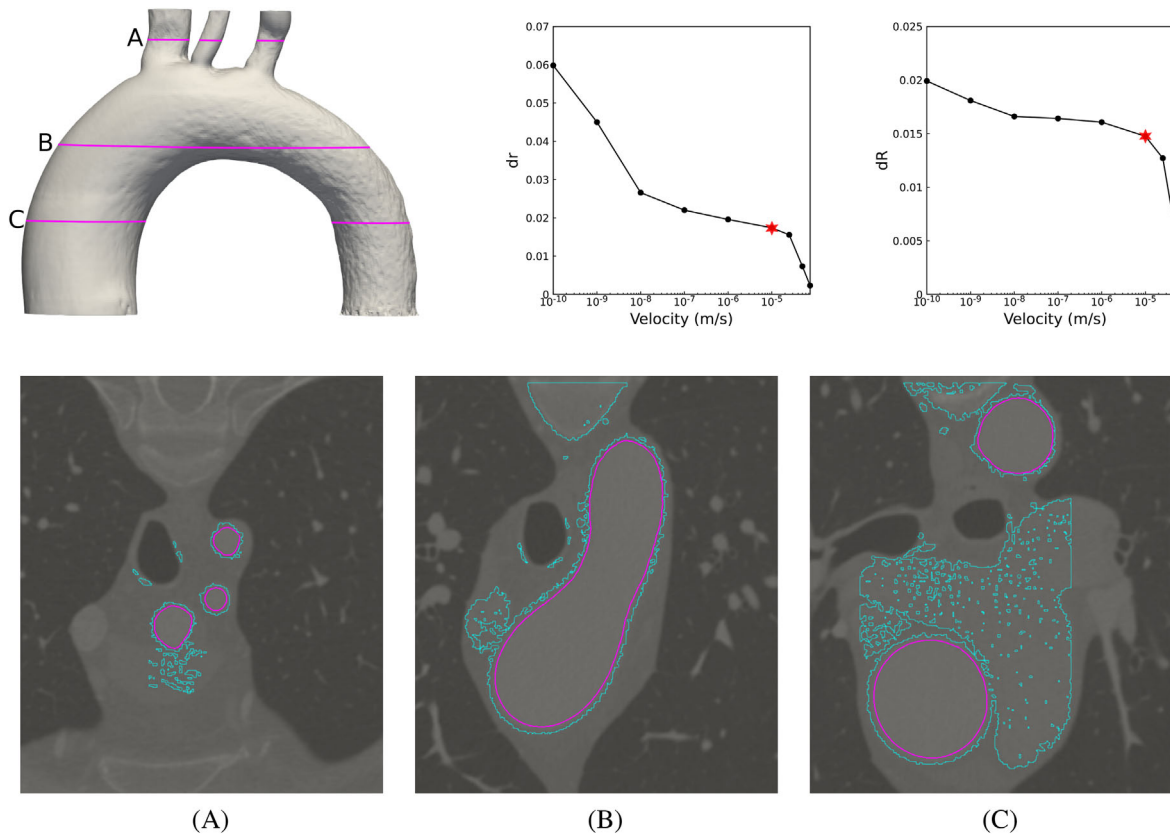 A
B
C
0.07
0.06
0.05
0.04
0.03
0.02
0.01
0
dr
10⁻¹⁰ 10⁻⁹ 10⁻⁸ 10⁻⁷ 10⁻⁶ 10⁻⁵
Velocity (m/s)
0.025
0.02
0.015
0.01
0.005
0
dR
10⁻¹⁰ 10⁻⁹ 10⁻⁸ 10⁻⁷ 10⁻⁶ 10⁻⁵
Velocity (m/s)
(A) (B) (C)